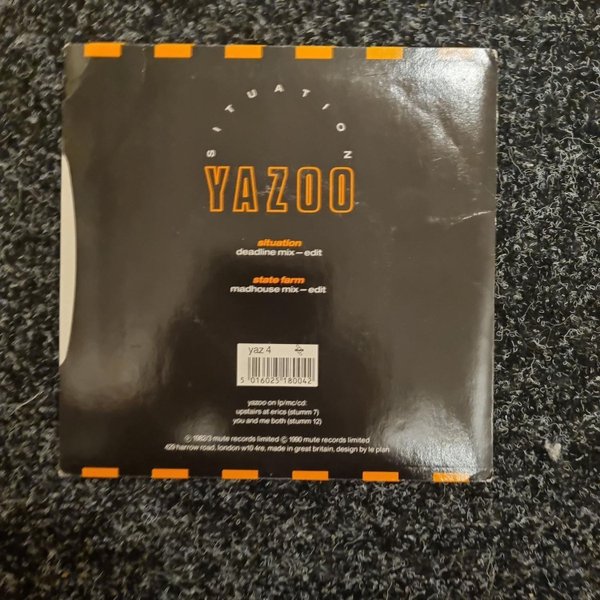 SITUATION
YAZOO
situation
deadline mix – edit
state farm
madhouse mix – edit
yaz 4
5 016025 180042
yazoo on lp/mc/cd:
upstairs at erics (stumm 7)
you and me both (stumm 12)
℗ 1982/3 mute records limited © 1990 mute records limited
429 harrow road, london w10 4re, made in great britain, design by le plan